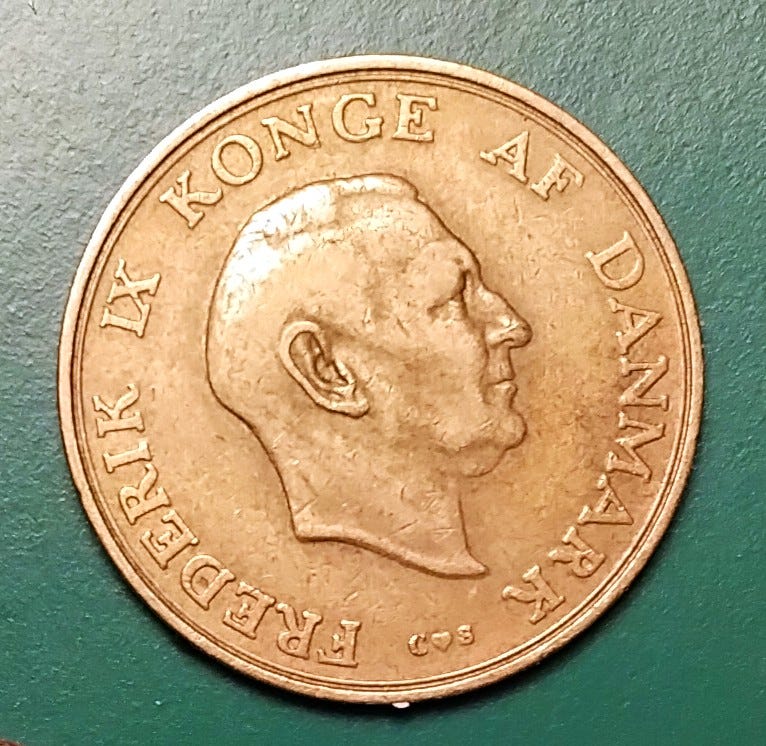 FREDERIK IX KONGE AF DANMARK
C♥S